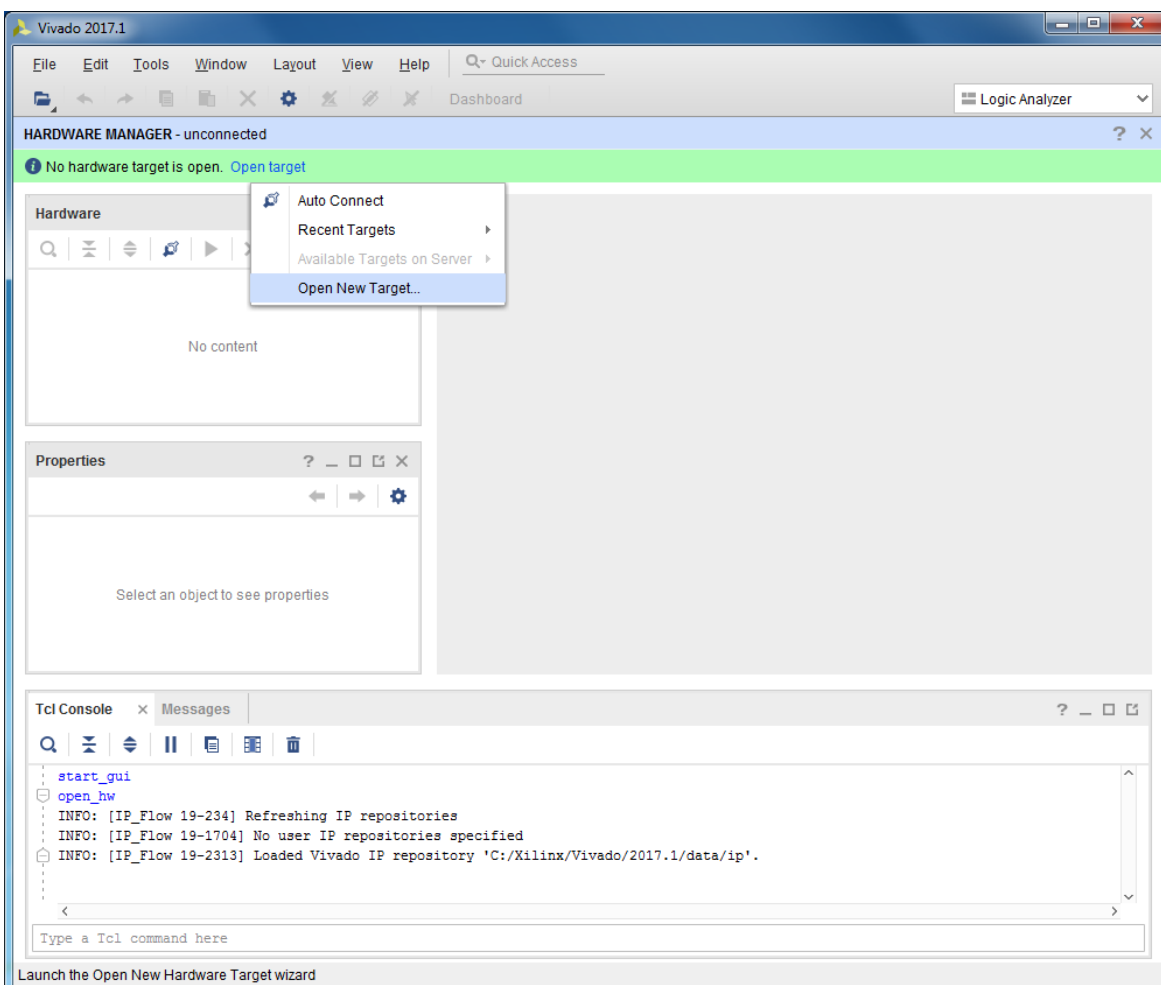 Vivado 2017.1
File Edit Tools Window Layout View Help Quick Access
Dashboard Logic Analyzer
HARDWARE MANAGER - unconnected
No hardware target is open. Open target
Auto Connect
Recent Targets
Available Targets on Server
Open New Target...
Hardware
No content
Properties
Select an object to see properties
Tcl Console Messages
start_gui
open_hw
INFO: [IP_Flow 19-234] Refreshing IP repositories
INFO: [IP_Flow 19-1704] No user IP repositories specified
INFO: [IP_Flow 19-2313] Loaded Vivado IP repository 'C:/Xilinx/Vivado/2017.1/data/ip'.
Type a Tcl command here
Launch the Open New Hardware Target wizard